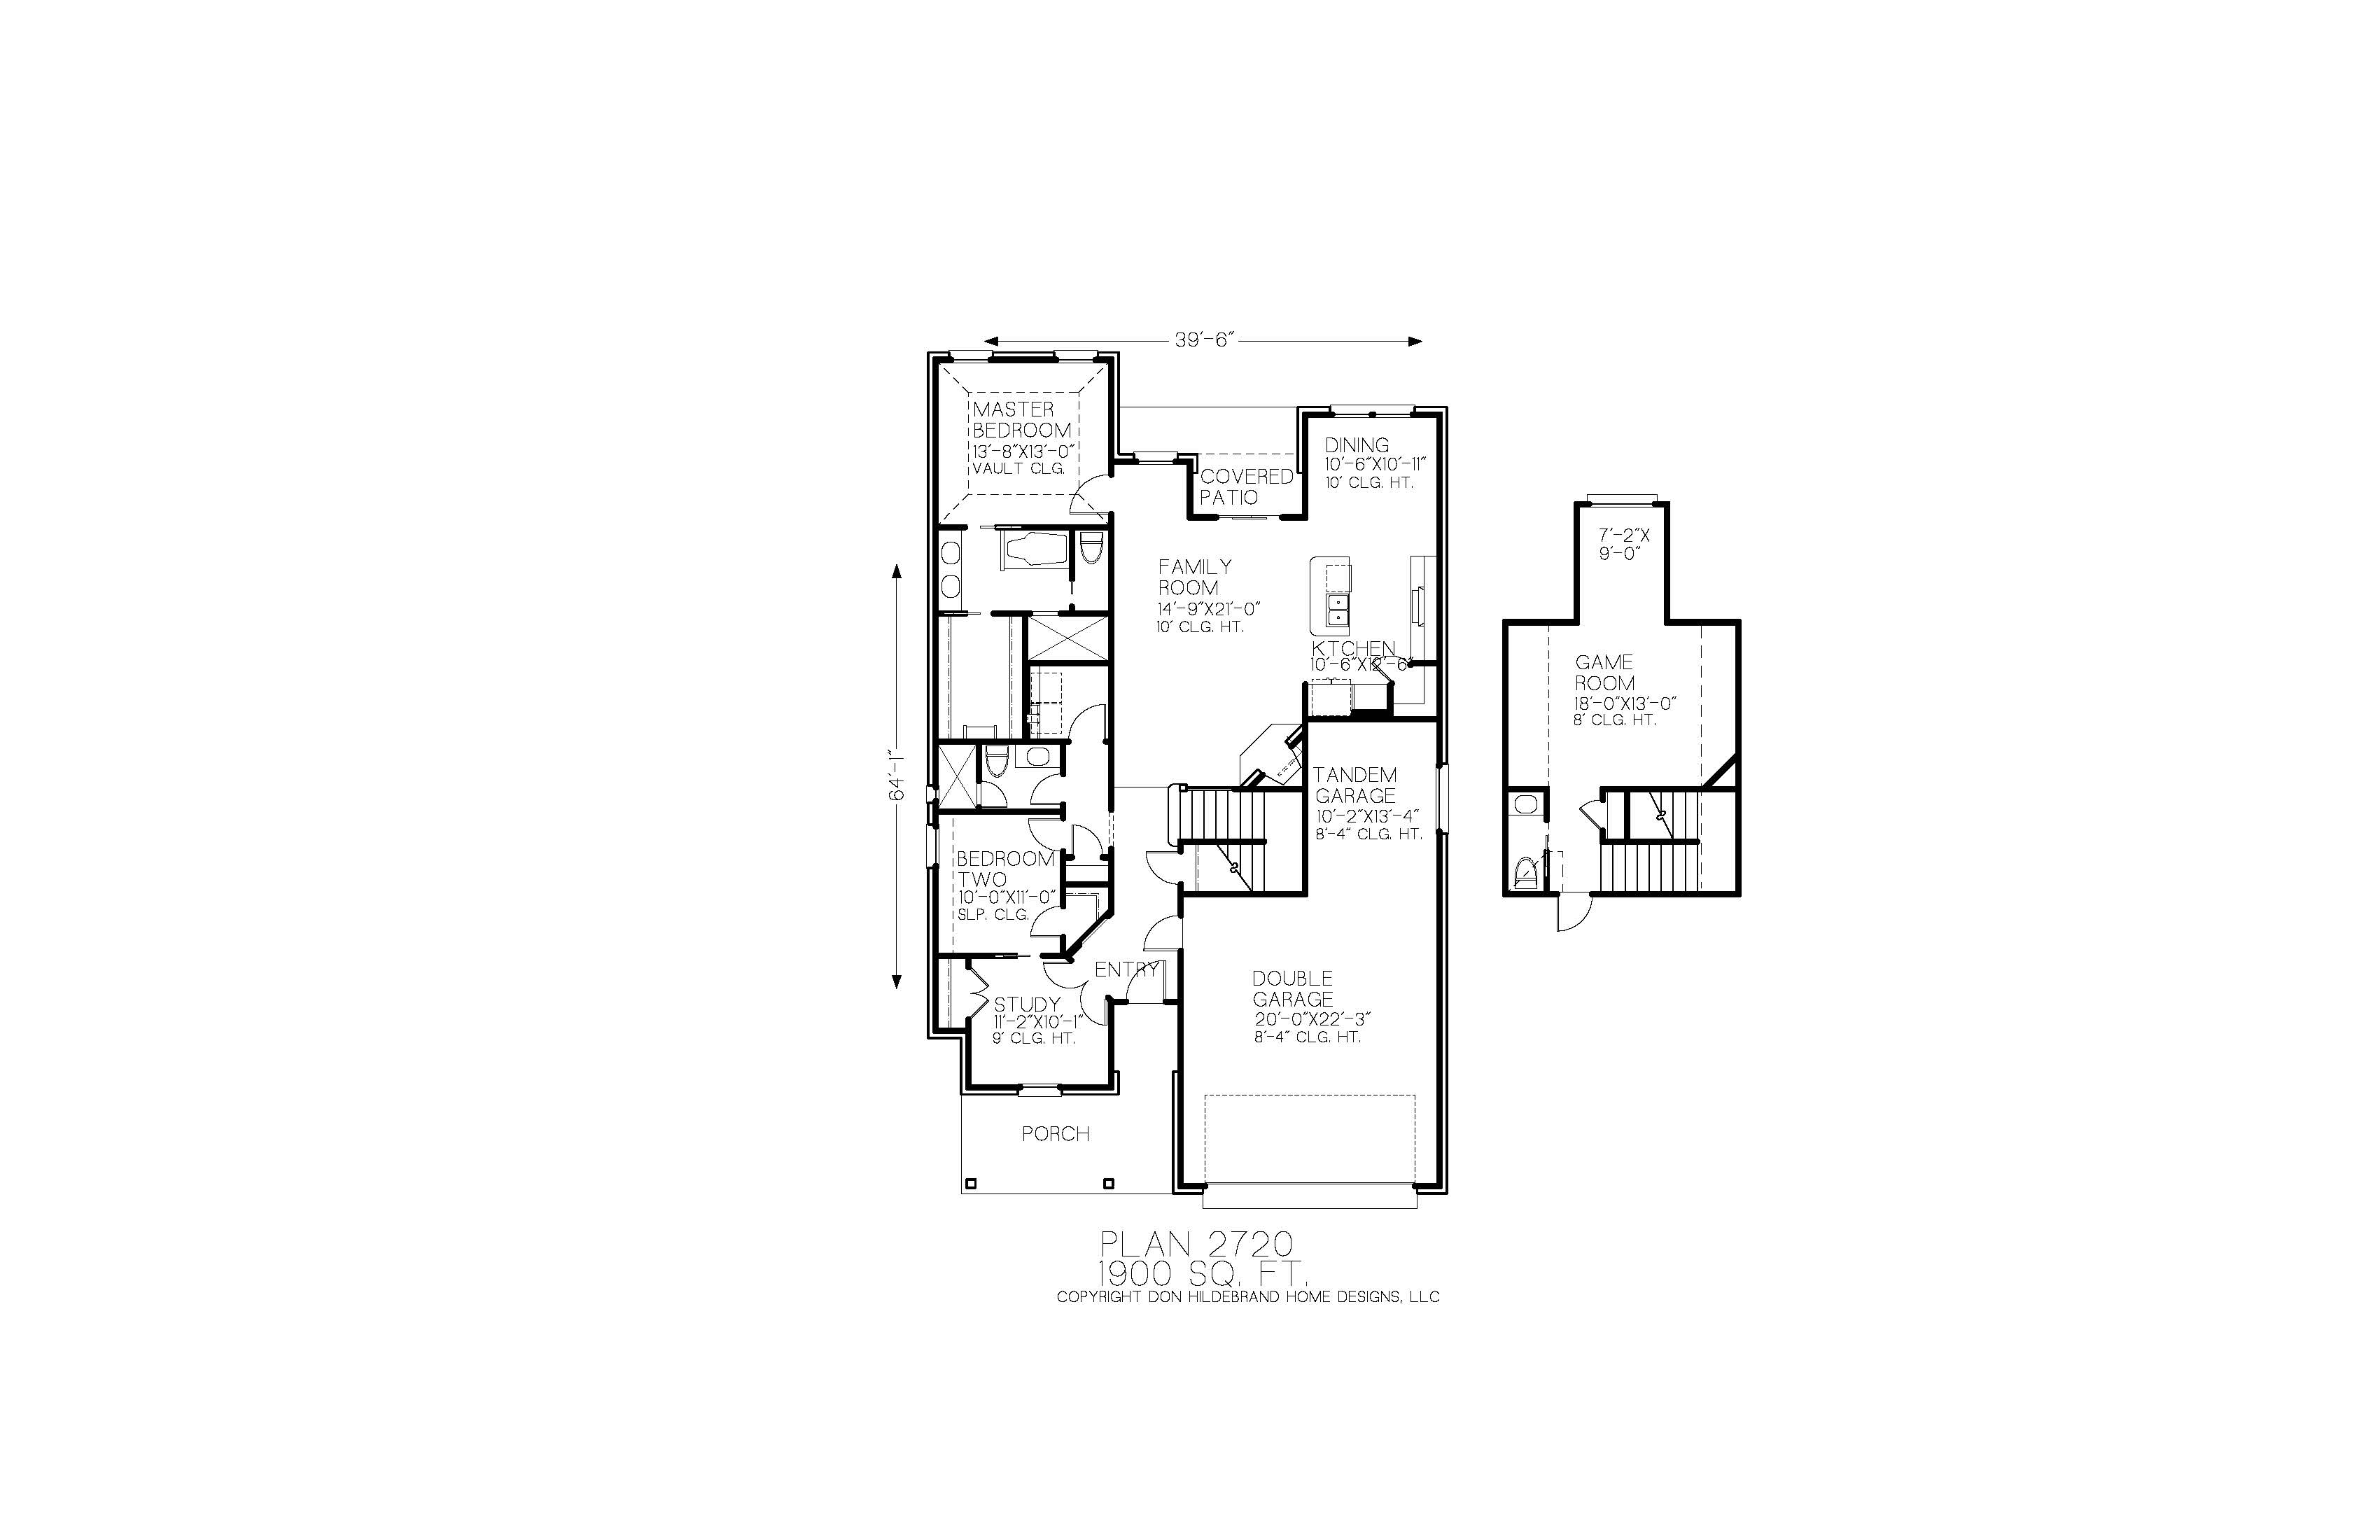 39'-6"
MASTER
BEDROOM
13'-8"X13'-0"
VAULT CLG.
DINING
10'-6"X10'-11"
10' CLG. HT.
COVERED
PATIO
7'-2"X
9'-0"
FAMILY
ROOM
14'-9"X21'-0"
10' CLG. HT.
KTCHEN
10'-6"X12'-6"
GAME
ROOM
18'-0"X13'-0"
8' CLG. HT.
64'-1"
TANDEM
GARAGE
10'-2"X13'-4"
8'-4" CLG. HT.
BEDROOM
TWO
10'-0"X11'-0"
SLP. CLG.
ENTRY
STUDY
11'-2"X10'-1"
9' CLG. HT.
DOUBLE
GARAGE
20'-0"X22'-3"
8'-4" CLG. HT.
PORCH
PLAN 2720
1900 SQ. FT.
COPYRIGHT DON HILDEBRAND HOME DESIGNS, LLC